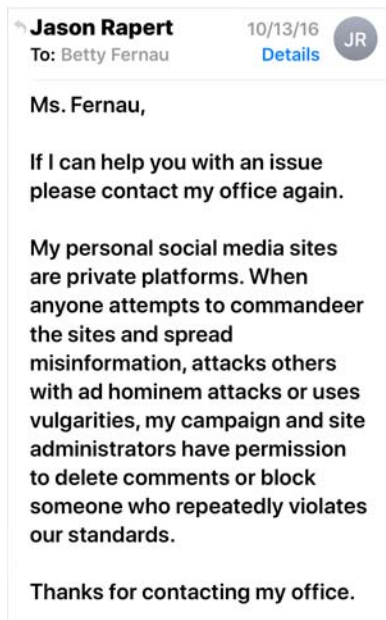 Jason Rapert 10/13/16 JR
To: Betty Fernau Details
Ms. Fernau,
If I can help you with an issue
please contact my office again.
My personal social media sites
are private platforms. When
anyone attempts to commandeer
the sites and spread
misinformation, attacks others
with ad hominem attacks or uses
vulgarities, my campaign and site
administrators have permission
to delete comments or block
someone who repeatedly violates
our standards.
Thanks for contacting my office.